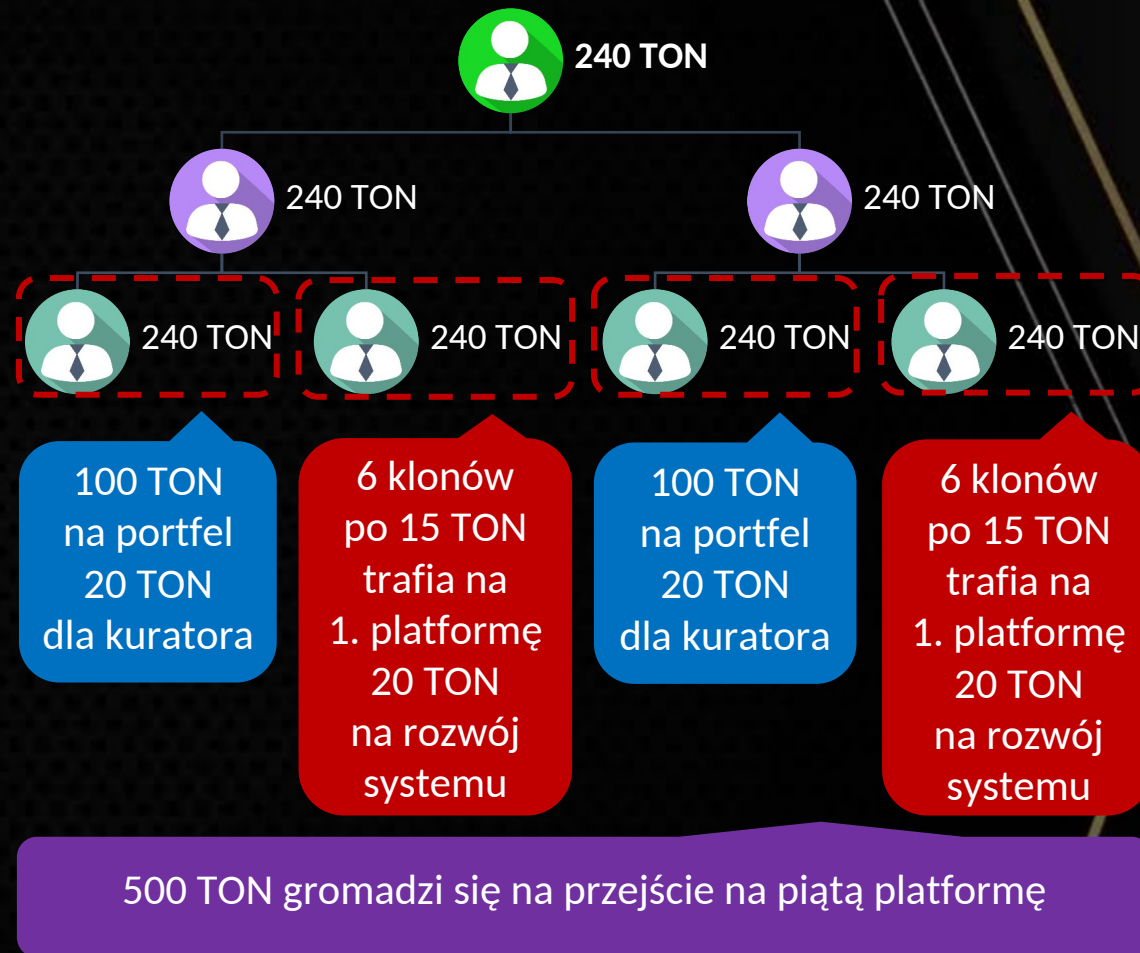 240 TON
240 TON
240 TON
240 TON
240 TON
240 TON
240 TON
100 TON
na portfel
20 TON
dla kuratora
6 klonów
po 15 TON
trafia na
1. platformę
20 TON
na rozwój
systemu
100 TON
na portfel
20 TON
dla kuratora
6 klonów
po 15 TON
trafia na
1. platformę
20 TON
na rozwój
systemu
500 TON gromadzi się na przejście na piątą platformę